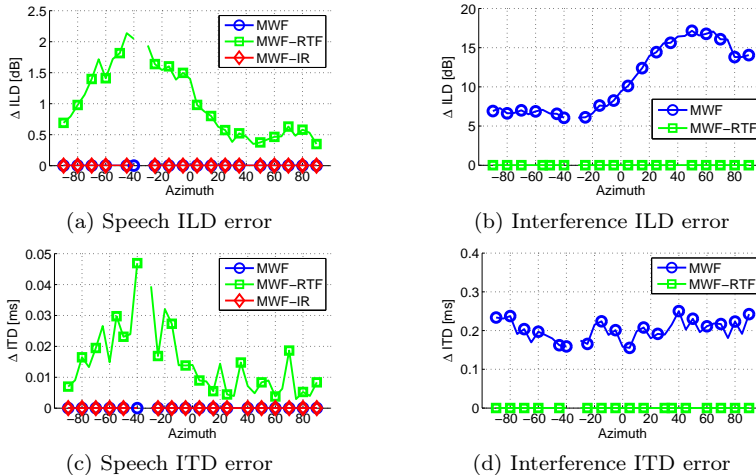 2.5
2
1.5
1
0.5
0
Δ ILD [dB]
MWF
MWF−RTF
MWF−IR
−80 −60 −40 −20 0 20 40 60 80
Azimuth
(a) Speech ILD error
20
15
10
5
0
Δ ILD [dB]
MWF
MWF−RTF
−80 −60 −40 −20 0 20 40 60 80
Azimuth
(b) Interference ILD error
0.05
0.04
0.03
0.02
0.01
0
Δ ITD [ms]
MWF
MWF−RTF
MWF−IR
−80 −60 −40 −20 0 20 40 60 80
Azimuth
(c) Speech ITD error
0.4
0.3
0.2
0.1
0
Δ ITD [ms]
MWF
MWF−RTF
−80 −60 −40 −20 0 20 40 60 80
Azimuth
(d) Interference ITD error